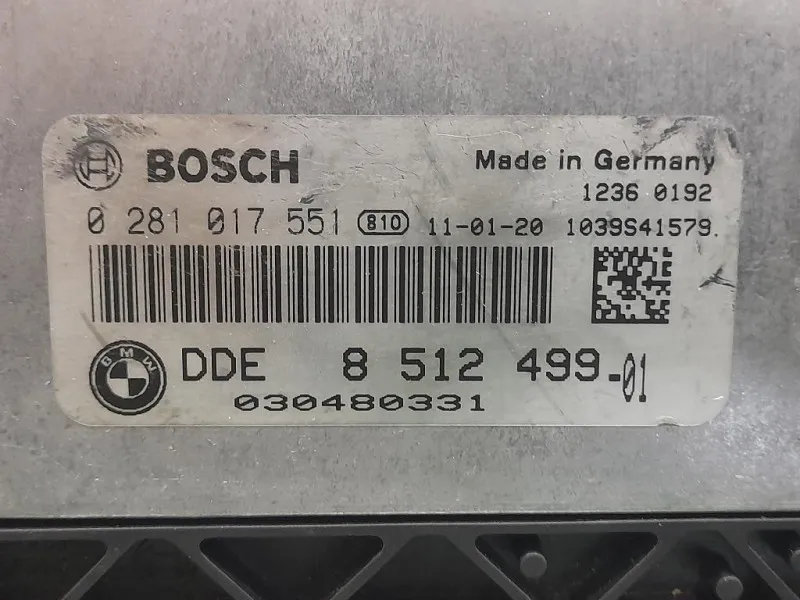 BOSCH
Made in Germany
1236 0192
0 281 017 551 810 11-01-20 1039S41579.
BMW
DDE 8 512 499-01
030480331